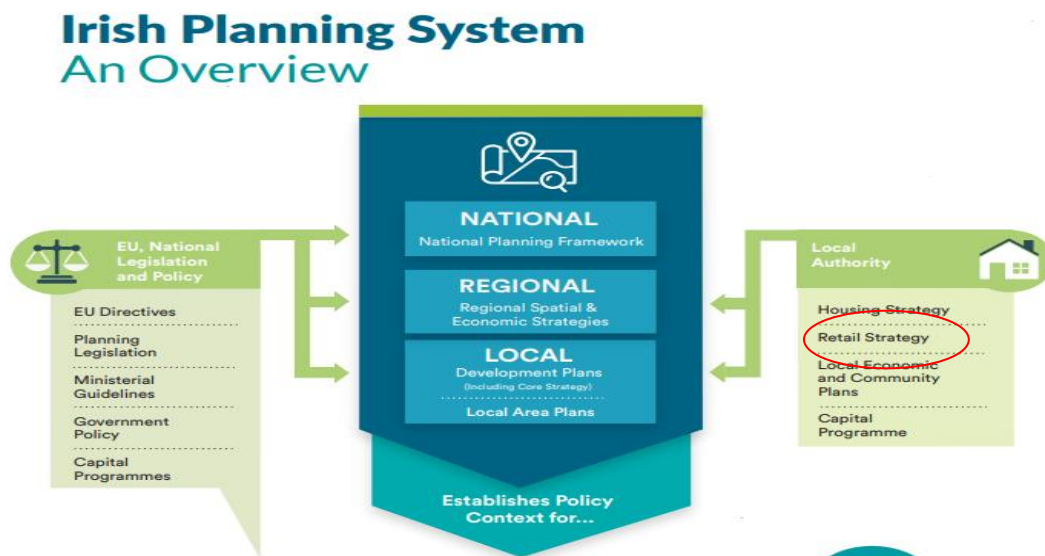 Irish Planning System
An Overview
EU, National
Legislation
and Policy
EU Directives
Planning
Legislation
Ministerial
Guidelines
Government
Policy
Capital
Programmes
NATIONAL
National Planning Framework
REGIONAL
Regional Spatial &
Economic Strategies
LOCAL
Development Plans
(Including Core Strategy)
Local Area Plans
Establishes Policy
Context for...
Local
Authority
Housing Strategy
Retail Strategy
Local Economic
and Community
Plans
Capital
Programme